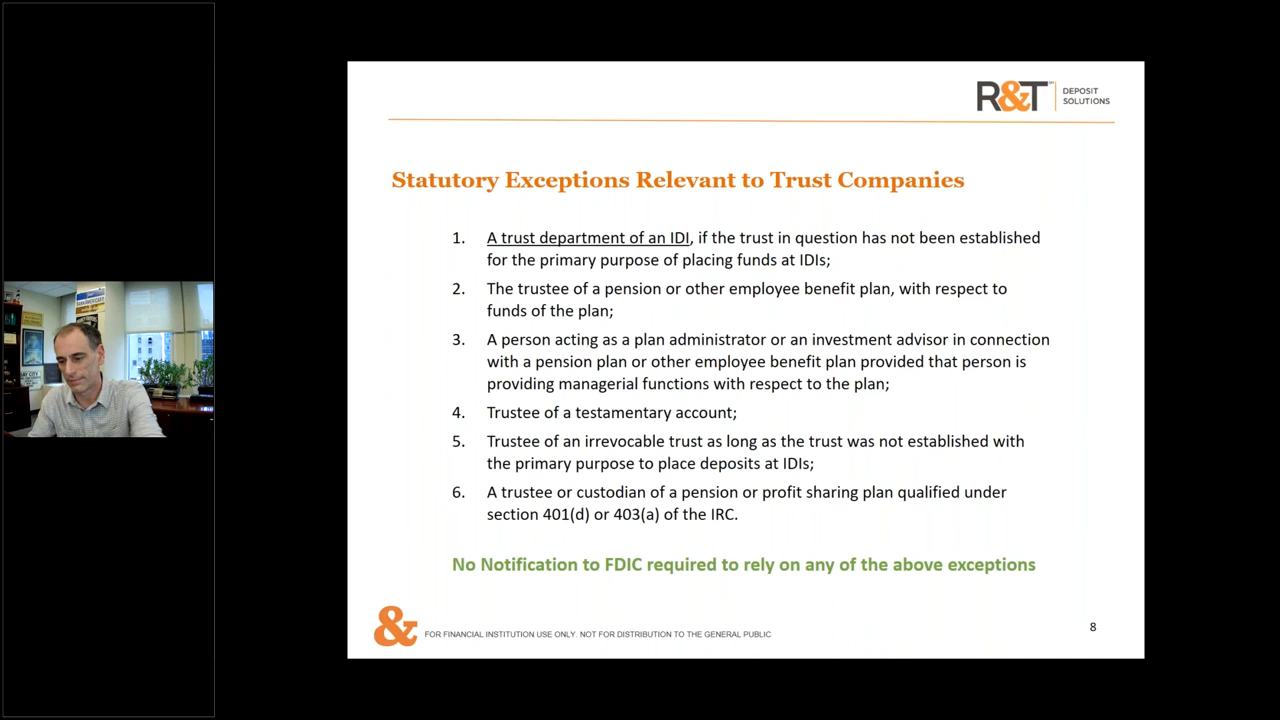 R&T DEPOSIT
SOLUTIONS
Statutory Exceptions Relevant to Trust Companies
1. A trust department of an IDI, if the trust in question has not been established
for the primary purpose of placing funds at IDIs;
2. The trustee of a pension or other employee benefit plan, with respect to
funds of the plan;
3. A person acting as a plan administrator or an investment advisor in connection
with a pension plan or other employee benefit plan provided that person is
providing managerial functions with respect to the plan;
4. Trustee of a testamentary account;
5. Trustee of an irrevocable trust as long as the trust was not established with
the primary purpose to place deposits at IDIs;
6. A trustee or custodian of a pension or profit sharing plan qualified under
section 401(d) or 403(a) of the IRC.
No Notification to FDIC required to rely on any of the above exceptions
& FOR FINANCIAL INSTITUTION USE ONLY. NOT FOR DISTRIBUTION TO THE GENERAL PUBLIC
8